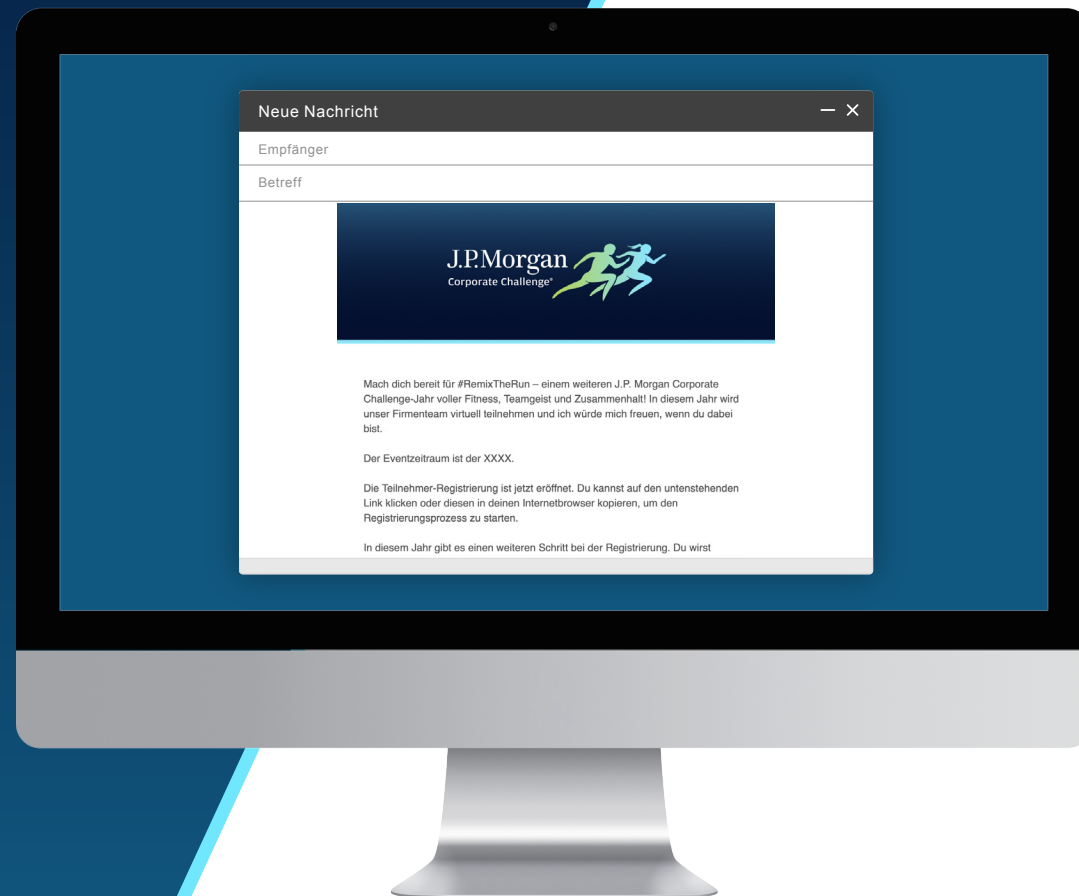 Neue Nachricht
Empfänger
Betreff
J.P.Morgan
Corporate Challenge®
Mach dich bereit für #RemixTheRun – einem weiteren J.P. Morgan Corporate
Challenge-Jahr voller Fitness, Teamgeist und Zusammenhalt! In diesem Jahr wird
unser Firmenteam virtuell teilnehmen und ich würde mich freuen, wenn du dabei
bist.
Der Eventzeitraum ist der XXXX.
Die Teilnehmer-Registrierung ist jetzt eröffnet. Du kannst auf den untenstehenden
Link klicken oder diesen in deinen Internetbrowser kopieren, um den
Registrierungsprozess zu starten.
In diesem Jahr gibt es einen weiteren Schritt bei der Registrierung. Du wirst